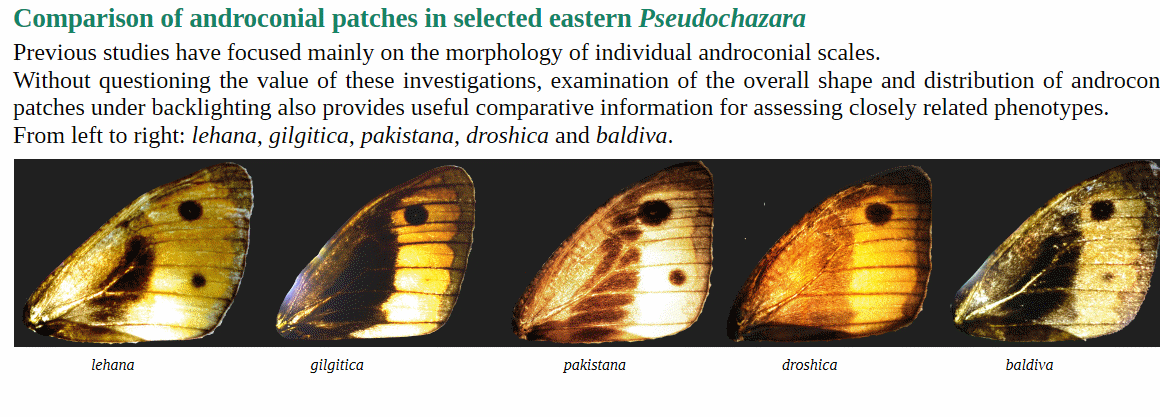 Comparison of androconial patches in selected eastern Pseudochazara
Previous studies have focused mainly on the morphology of individual androconial scales.
Without questioning the value of these investigations, examination of the overall shape and distribution of androcon
patches under backlighting also provides useful comparative information for assessing closely related phenotypes.
From left to right: lehana, gilgitica, pakistana, droshica and baldiva.
lehana gilgitica pakistana droshica baldiva